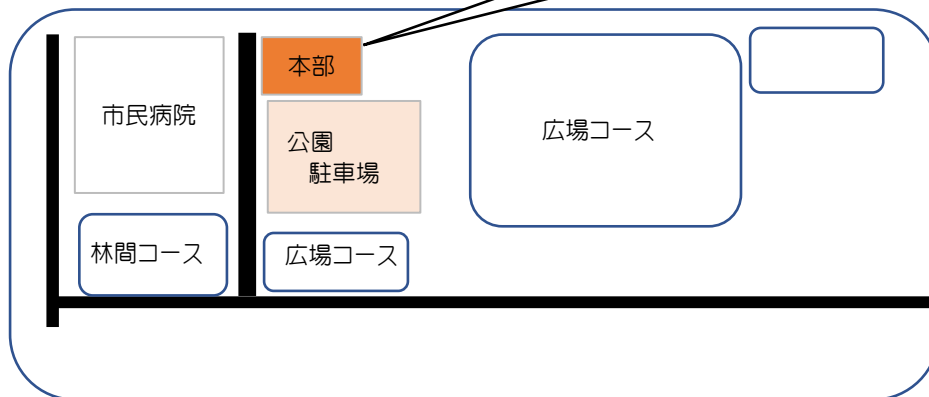 本部
市民病院
広場コース
公園
駐車場
林間コース
広場コース